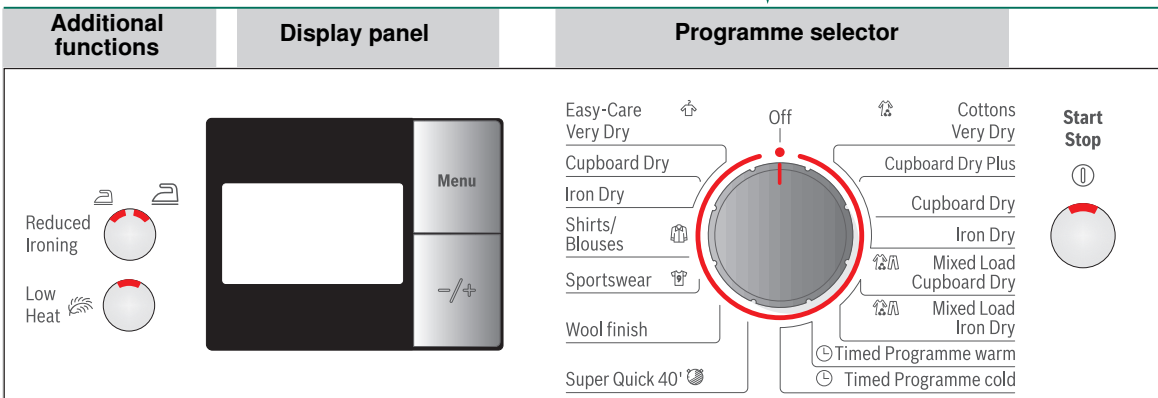 Additional
functions
Display panel
Programme selector
Reduced
Ironing
Low
Heat
Menu
-/+
Easy-Care
Very Dry
Cupboard Dry
Iron Dry
Shirts/
Blouses
Sportswear
Wool finish
Super Quick 40'
Off
Cottons
Very Dry
Cupboard Dry Plus
Cupboard Dry
Iron Dry
Mixed Load
Cupboard Dry
Mixed Load
Iron Dry
Timed Programme warm
Timed Programme cold
Start
Stop